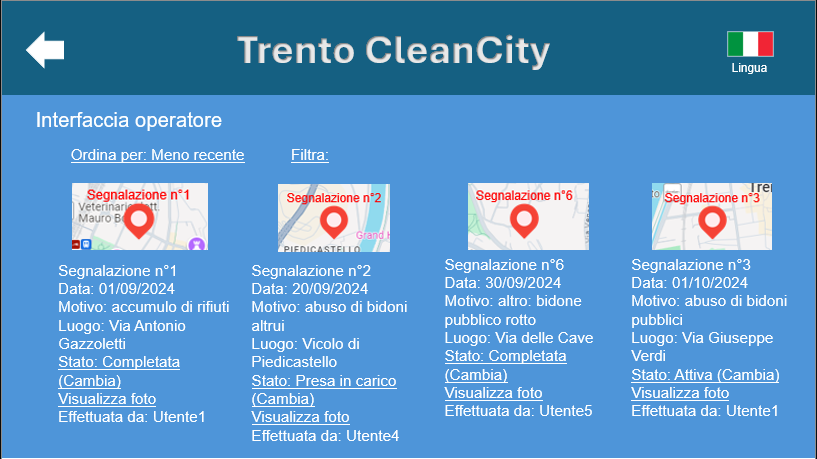 Trento CleanCity
Lingua
Interfaccia operatore
Ordina per: Meno recente
Filtra:
Segnalazione n°1
Veterinari
Mauro
Segnalazione n°1
Data: 01/09/2024
Motivo: accumulo di rifiuti
Luogo: Via Antonio
Gazzoletti
Stato: Completata
(Cambia)
Visualizza foto
Effettuata da: Utente1
Segnalazione n°2
Grand
PIEDICASTELLO
Segnalazione n°2
Data: 20/09/2024
Motivo: abuso di bidoni
altrui
Luogo: Vicolo di
Piedicastello
Stato: Presa in carico
(Cambia)
Visualizza foto
Effettuata da: Utente4
Segnalazione n°6
Segnalazione n°6
Data: 30/09/2024
Motivo: altro: bidone
pubblico rotto
Luogo: Via delle Cave
Stato: Completata
(Cambia)
Visualizza foto
Effettuata da: Utente5
Tren
Segnalazione n°3
Segnalazione n°3
Data: 01/10/2024
Motivo: abuso di bidoni
pubblici
Luogo: Via Giuseppe
Verdi
Stato: Attiva (Cambia)
Visualizza foto
Effettuata da: Utente1